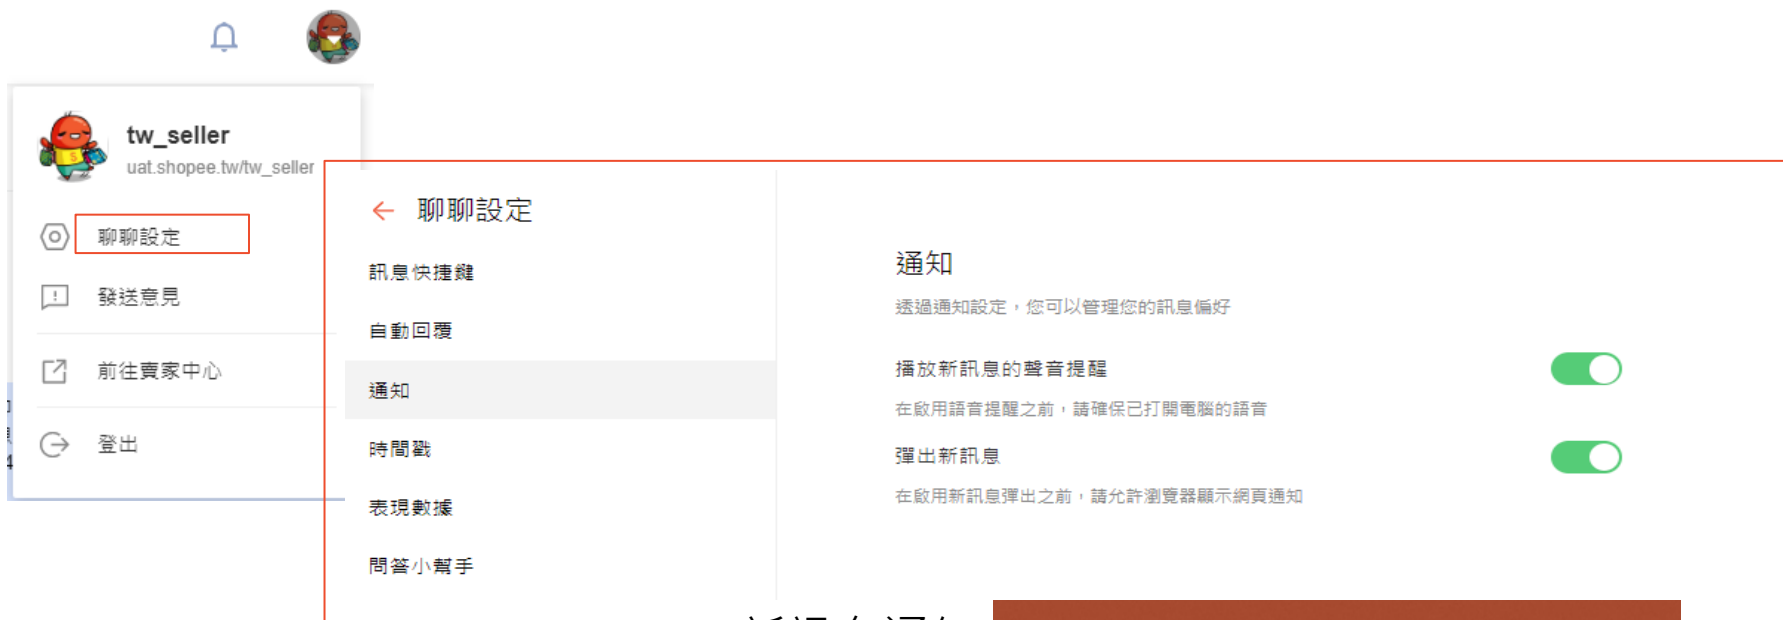 tw_seller
uat.shopee.tw/tw_seller
聊聊設定
發送意見
前往賣家中心
登出
聊聊設定
訊息快捷鍵
自動回覆
通知
時間戳
表現數據
問答小幫手
通知
透過通知設定，您可以管理您的訊息偏好
播放新訊息的聲音提醒
在啟用語音提醒之前，請確保已打開電腦的語音
彈出新訊息
在啟用新訊息彈出之前，請允許瀏覽器顯示網頁通知